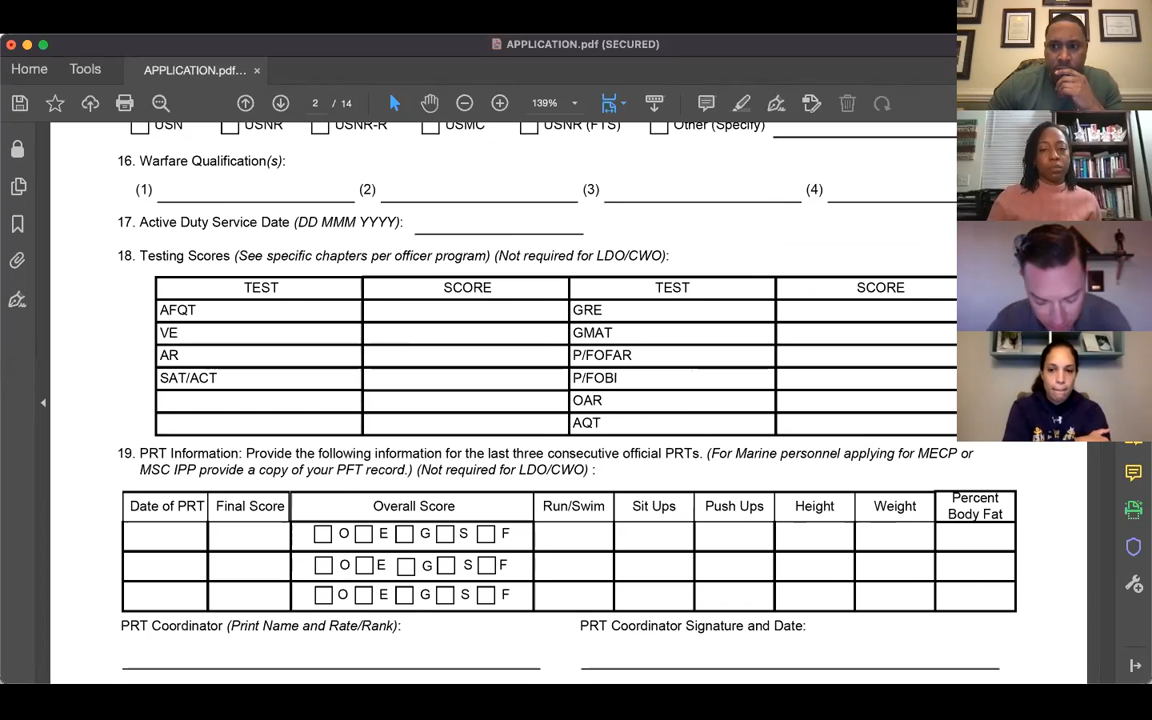 APPLICATION.pdf (SECURED)
Home Tools APPLICATION.pdf... ×
2 / 14 139%
USN USNR USNR-R USMC USNR (FTS) Other (Specify)
16. Warfare Qualification(s):
(1) (2) (3) (4)
17. Active Duty Service Date (DD MMM YYYY):
18. Testing Scores (See specific chapters per officer program) (Not required for LDO/CWO):
TEST SCORE TEST SCORE
AFQT GRE
VE GMAT
AR P/FOFAR
SAT/ACT P/FOBI
OAR
AQT
19. PRT Information: Provide the following information for the last three consecutive official PRTs. (For Marine personnel applying for MECP or
MSC IPP provide a copy of your PFT record.) (Not required for LDO/CWO) :
Date of PRT Final Score Overall Score Run/Swim Sit Ups Push Ups Height Weight Percent Body Fat
O E G S F
O E G S F
O E G S F
PRT Coordinator (Print Name and Rate/Rank): PRT Coordinator Signature and Date: